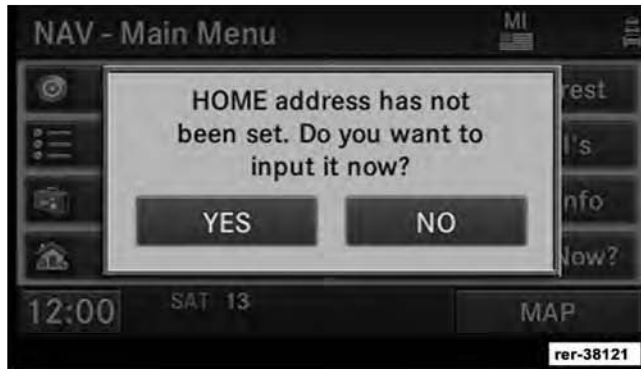 NAV - Main Menu
MI
rest
HOME address has not
been set. Do you want to
input it now?
I's
nfo
YES
NO
Now?
12:00
SAT 13
MAP
rer-38121